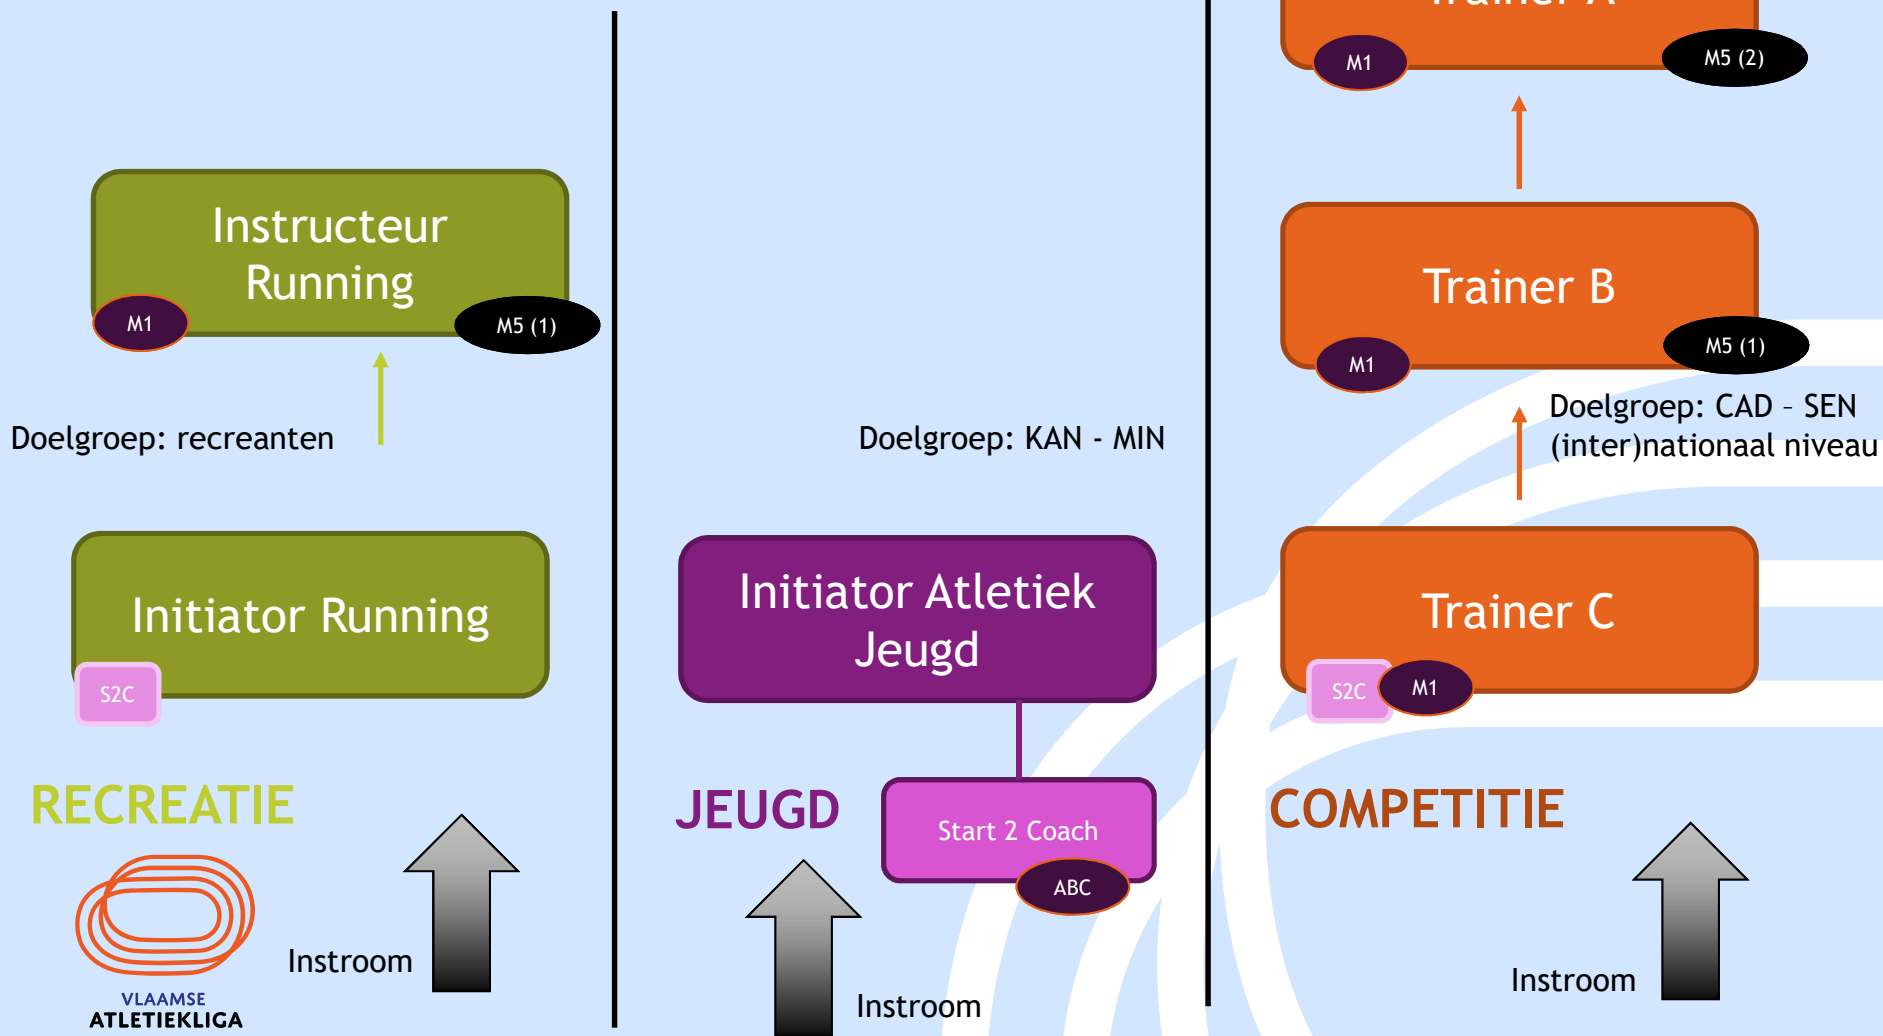 Instructeur
Running
M1
M5 (1)
Doelgroep: recreanten
Initiator Running
S2C
RECREATIE
Instroom
VLAAMSE
ATLETIEKLIGA
Doelgroep: KAN - MIN
Initiator Atletiek
Jeugd
JEUGD
Start 2 Coach
ABC
Instroom
Trainer A
M1
M5 (2)
Trainer B
M1
M5 (1)
Doelgroep: CAD – SEN
(inter)nationaal niveau
Trainer C
S2C
M1
COMPETITIE
Instroom